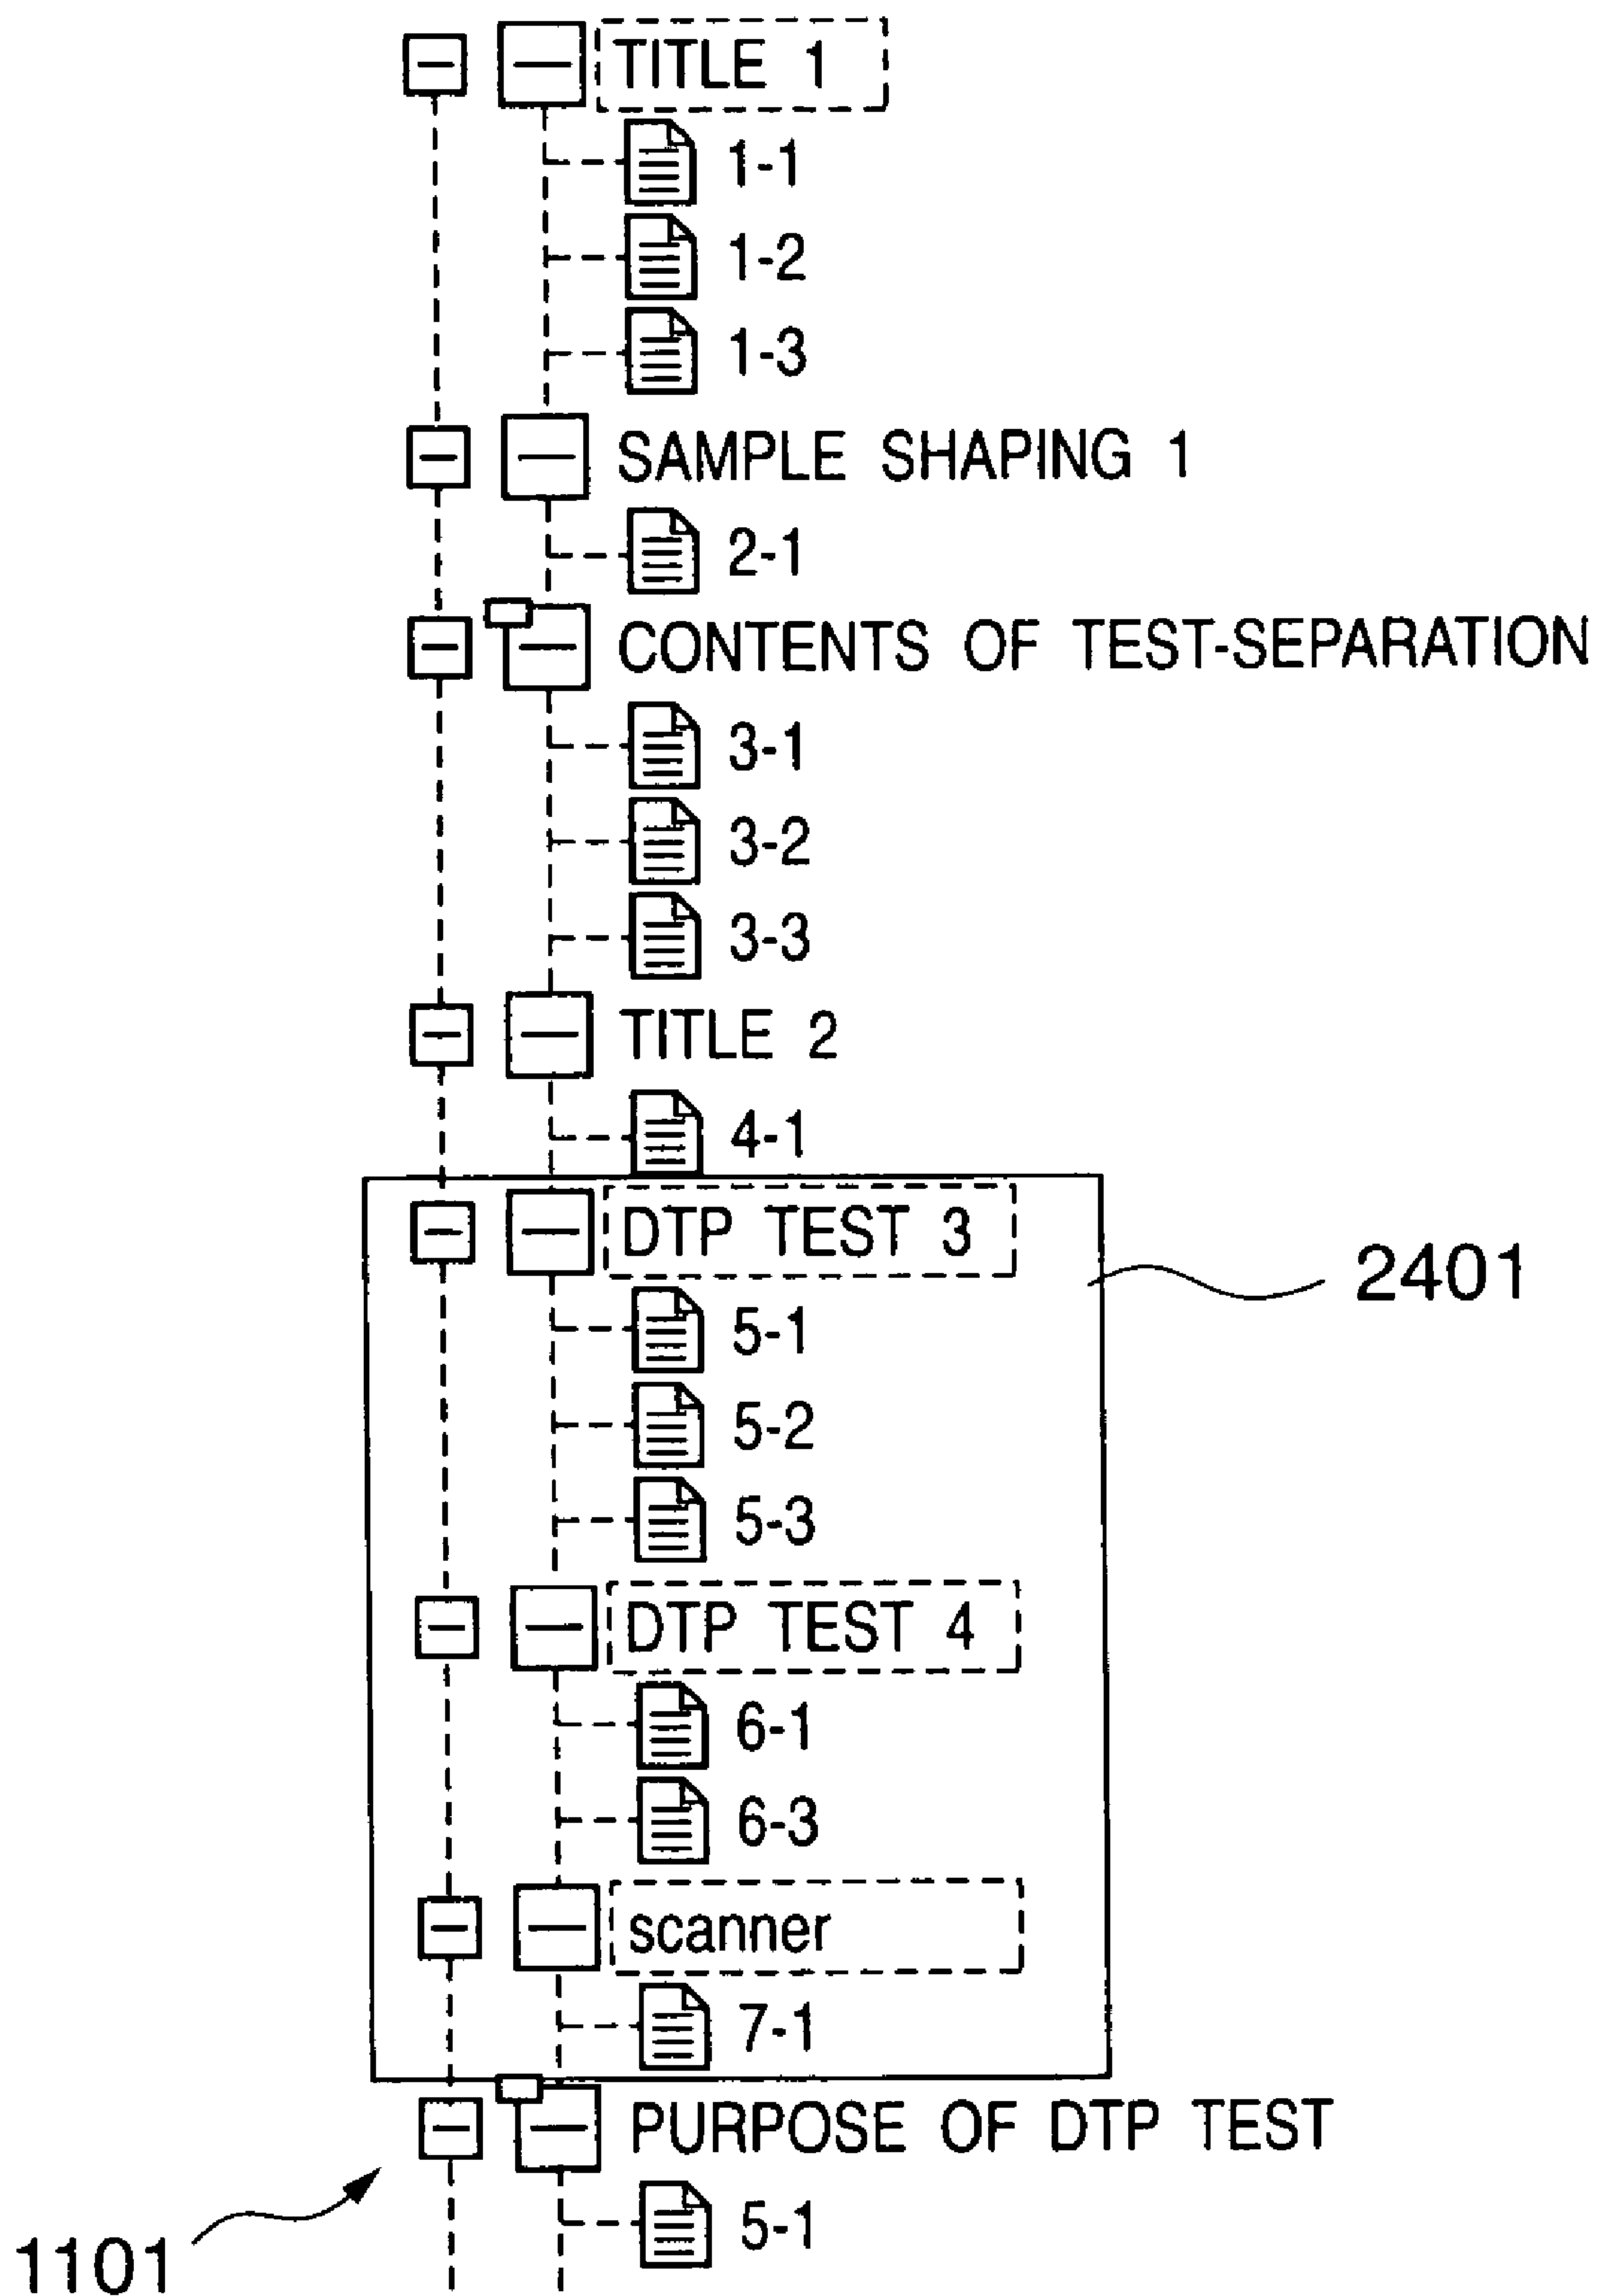 TITLE 1
1-1
1-2
1-3
SAMPLE SHAPING 1
2-1
CONTENTS OF TEST-SEPARATION
3-1
3-2
3-3
TITLE 2
4-1
DTP TEST 3
2401
5-1
5-2
5-3
DTP TEST 4
6-1
6-3
scanner
7-1
PURPOSE OF DTP TEST
5-1
1101